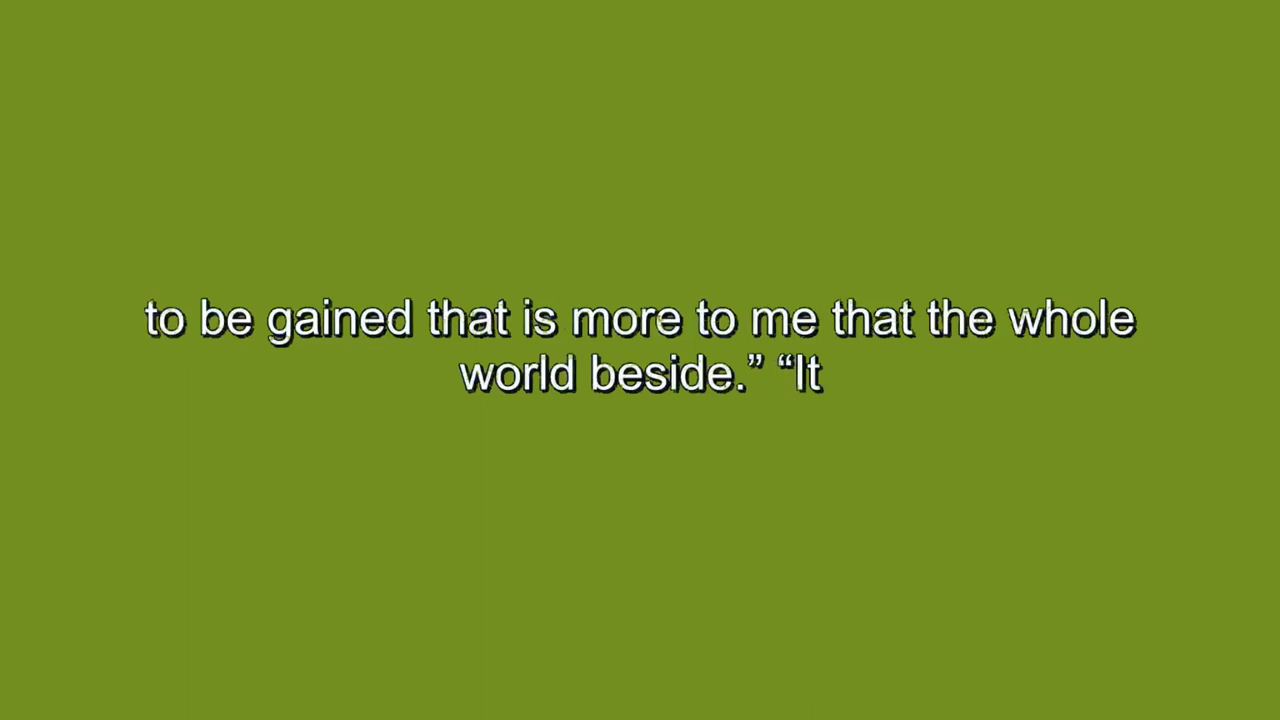 to be gained that is more to me that the whole
world beside.” “It